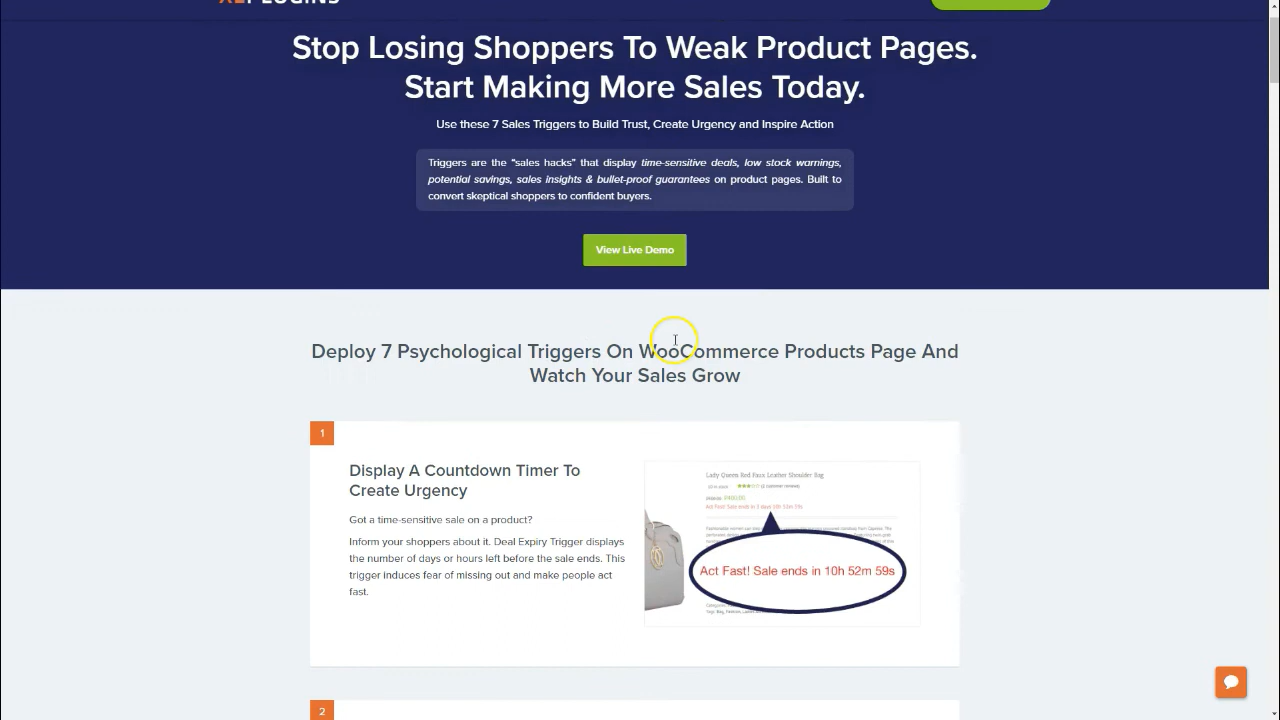 Stop Losing Shoppers To Weak Product Pages.
Start Making More Sales Today.
Use these 7 Sales Triggers to Build Trust, Create Urgency and Inspire Action
Triggers are the “sales hacks” that display time-sensitive deals, low stock warnings,
potential savings, sales insights & bullet-proof guarantees on product pages. Built to
convert skeptical shoppers to confident buyers.
View Live Demo
Deploy 7 Psychological Triggers On WooCommerce Products Page And
Watch Your Sales Grow
1
Display A Countdown Timer To
Create Urgency
Got a time-sensitive sale on a product?
Inform your shoppers about it. Deal Expiry Trigger displays
the number of days or hours left before the sale ends. This
trigger induces fear of missing out and make people act
fast.
Lady Queen Red Faux Leather Shoulder Bag
Act Fast! Sale ends in 10h 52m 59s
2